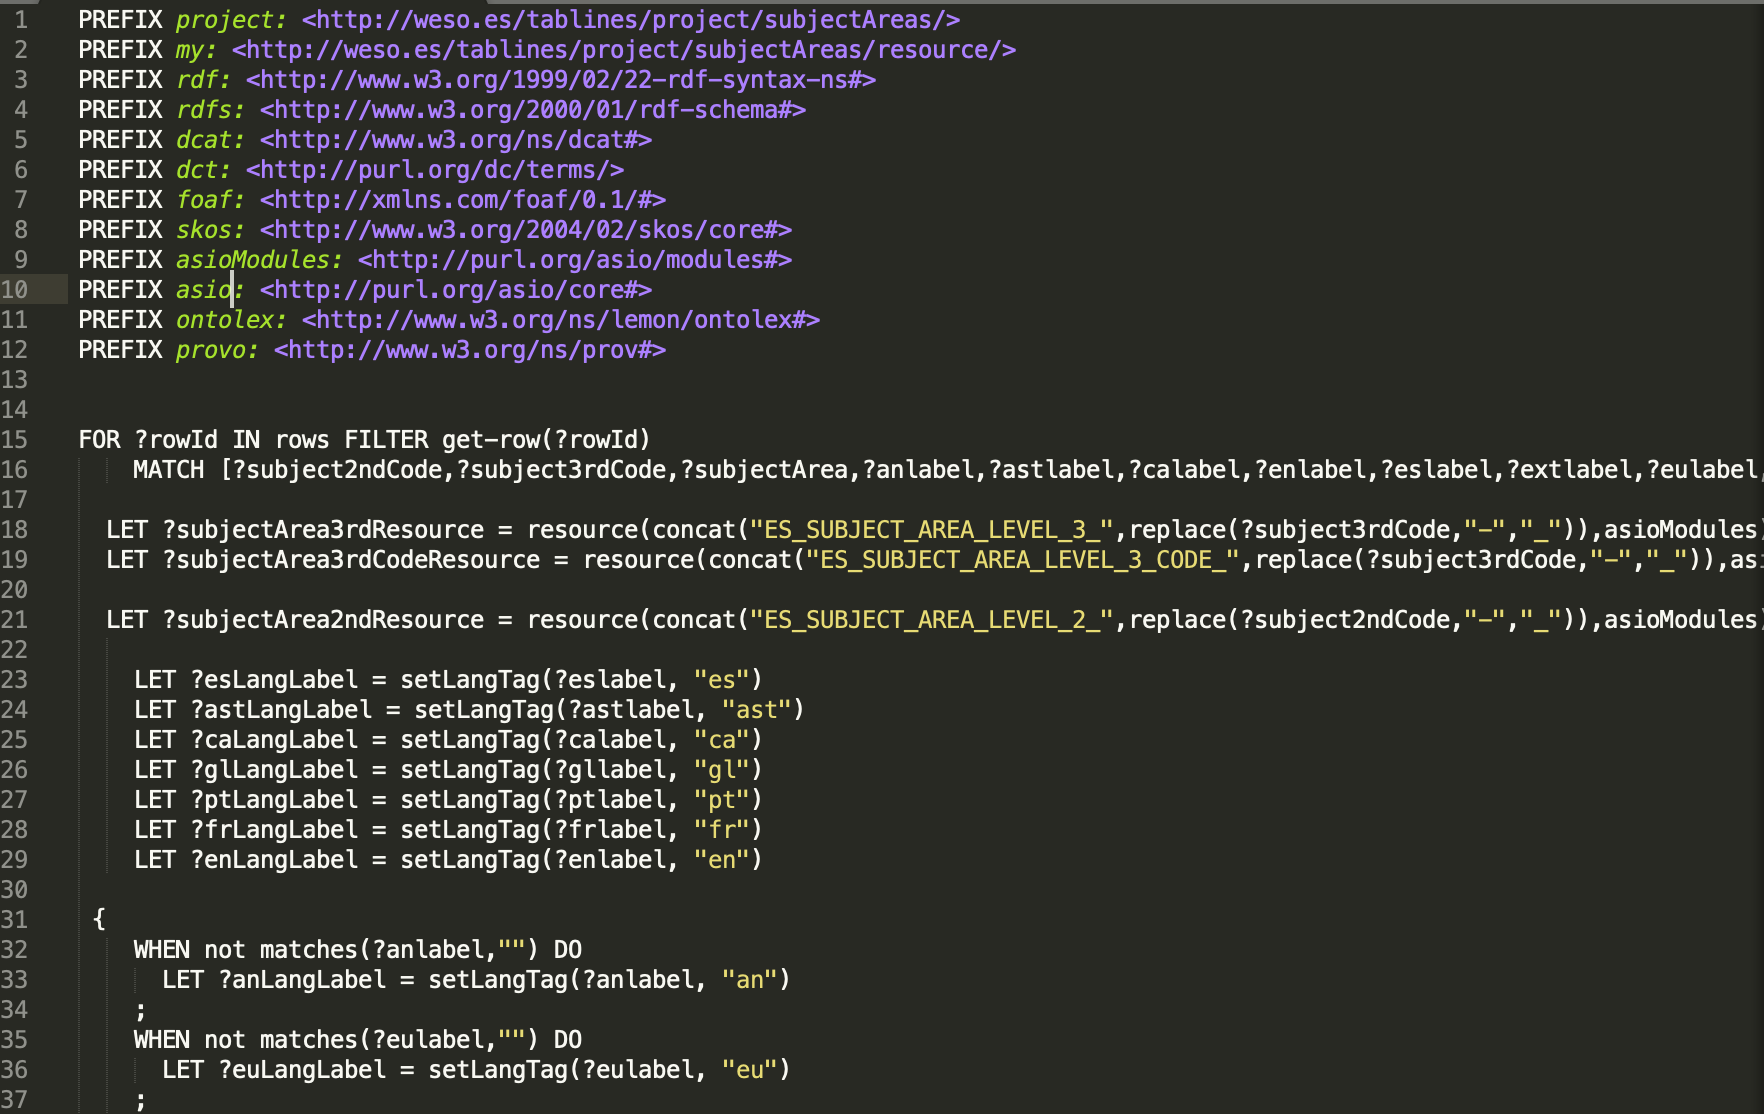 1 PREFIX project: <http://weso.es/tablines/project/subjectAreas/>
2 PREFIX my: <http://weso.es/tablines/project/subjectAreas/resource/>
3 PREFIX rdf: <http://www.w3.org/1999/02/22-rdf-syntax-ns#>
4 PREFIX rdfs: <http://www.w3.org/2000/01/rdf-schema#>
5 PREFIX dcat: <http://www.w3.org/ns/dcat#>
6 PREFIX dct: <http://purl.org/dc/terms/>
7 PREFIX foaf: <http://xmlns.com/foaf/0.1/#>
8 PREFIX skos: <http://www.w3.org/2004/02/skos/core#>
9 PREFIX asioModules: <http://purl.org/asio/modules#>
10 PREFIX asio: <http://purl.org/asio/core#>
11 PREFIX ontolex: <http://www.w3.org/ns/lemon/ontolex#>
12 PREFIX provo: <http://www.w3.org/ns/prov#>
13
14
15 FOR ?rowId IN rows FILTER get-row(?rowId)
16 MATCH [?subject2ndCode,?subject3rdCode,?subjectArea,?anlabel,?astlabel,?calabel,?enlabel,?eslabel,?extlabel,?eulabel,
17
18 LET ?subjectArea3rdResource = resource(concat("ES_SUBJECT_AREA_LEVEL_3_",replace(?subject3rdCode,"-","_")),asioModules)
19 LET ?subjectArea3rdCodeResource = resource(concat("ES_SUBJECT_AREA_LEVEL_3_CODE_",replace(?subject3rdCode,"-","_")),asi
20
21 LET ?subjectArea2ndResource = resource(concat("ES_SUBJECT_AREA_LEVEL_2_",replace(?subject2ndCode,"-","_")),asioModules)
22
23 LET ?esLangLabel = setLangTag(?eslabel, "es")
24 LET ?astLangLabel = setLangTag(?astlabel, "ast")
25 LET ?caLangLabel = setLangTag(?calabel, "ca")
26 LET ?glLangLabel = setLangTag(?gllabel, "gl")
27 LET ?ptLangLabel = setLangTag(?ptlabel, "pt")
28 LET ?frLangLabel = setLangTag(?frlabel, "fr")
29 LET ?enLangLabel = setLangTag(?enlabel, "en")
30
31 {
32 WHEN not matches(?anlabel,"") DO
33 LET ?anLangLabel = setLangTag(?anlabel, "an")
34 ;
35 WHEN not matches(?eulabel,"") DO
36 LET ?euLangLabel = setLangTag(?eulabel, "eu")
37 ;